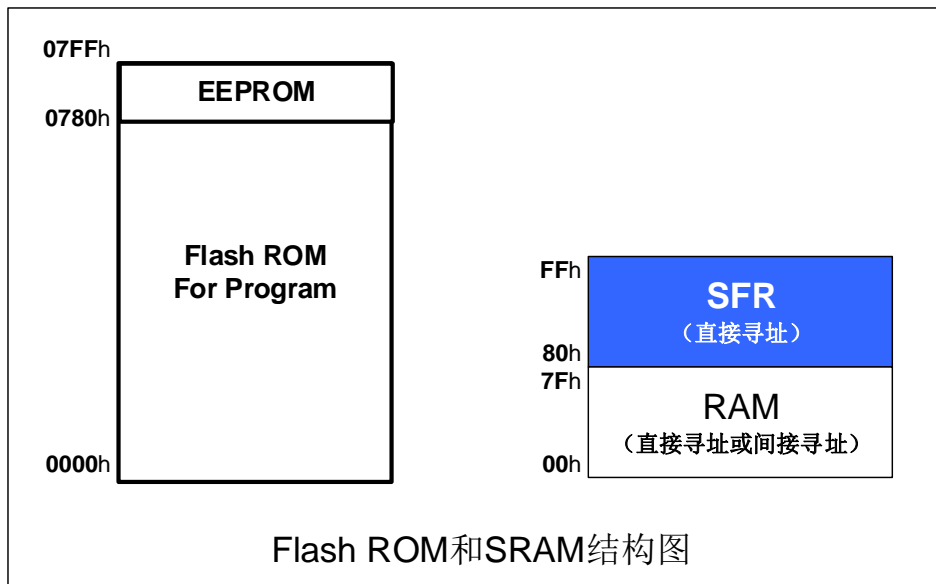 07FFh
EEPROM
0780h
Flash ROM
For Program
0000h
FFh
SFR
（直接寻址）
80h
7Fh
RAM
（直接寻址或间接寻址）
00h
Flash ROM和SRAM结构图